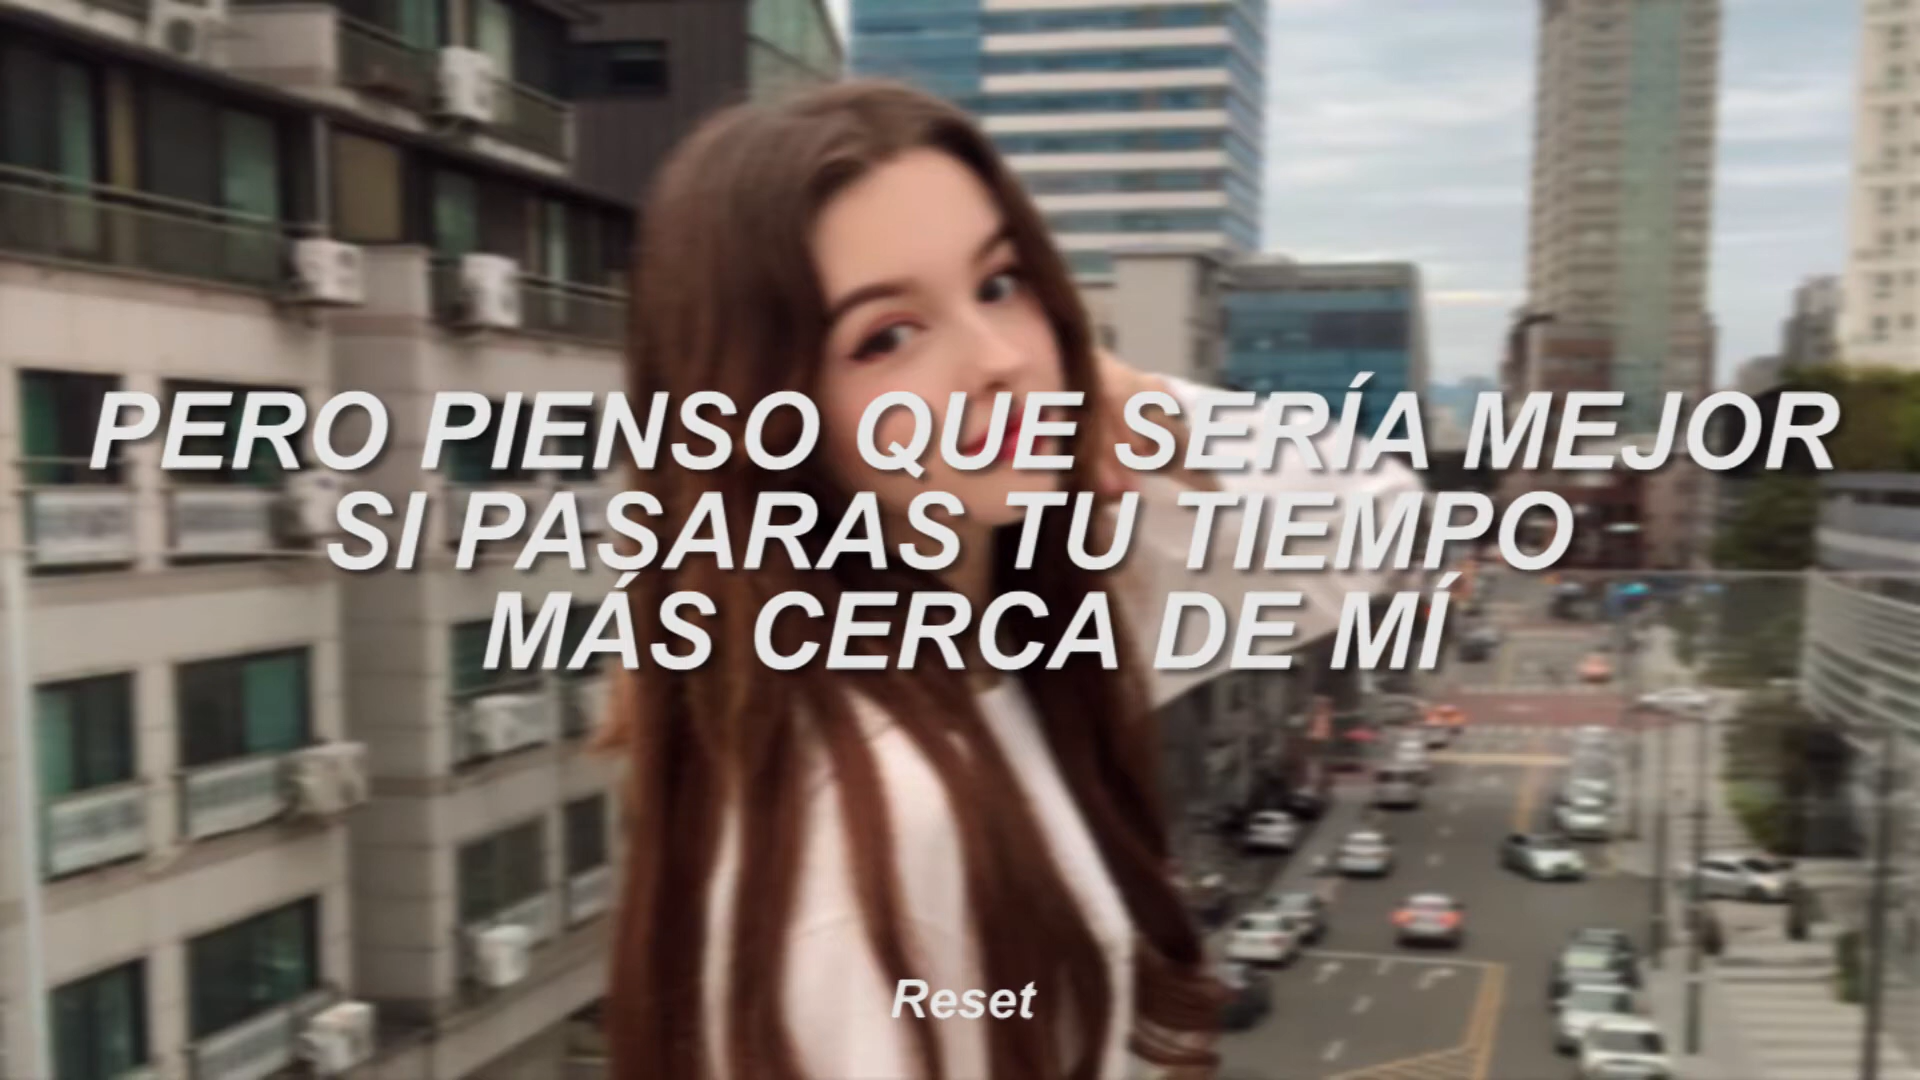 PERO PIENSO QUE SERÍA MEJOR
SI PASARAS TU TIEMPO
MÁS CERCA DE MÍ
Reset